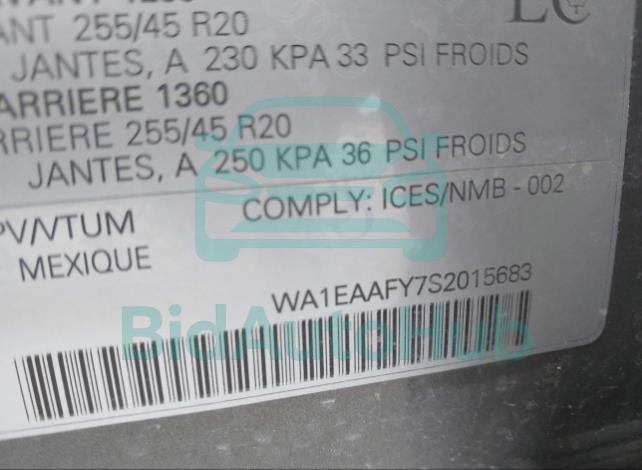 ANT 255/45 R20
JANTES, A 230 KPA 33 PSI FROIDS
ARRIERE 1360
RRIERE 255/45 R20
JANTES, A 250 KPA 36 PSI FROIDS
COMPLY: ICES/NMB - 002
PV/VTUM
MEXIQUE
WA1EAAFY7S2015683
BidAutoHub